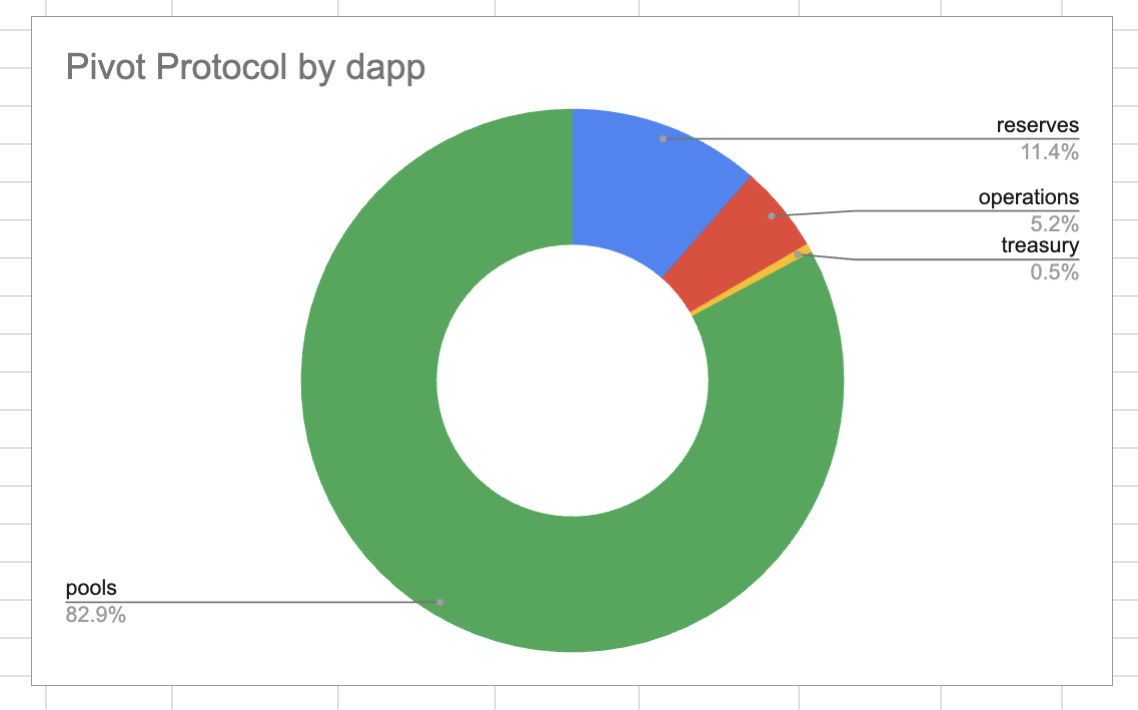 Pivot Protocol by dapp
reserves
11.4%
operations
5.2%
treasury
0.5%
pools
82.9%